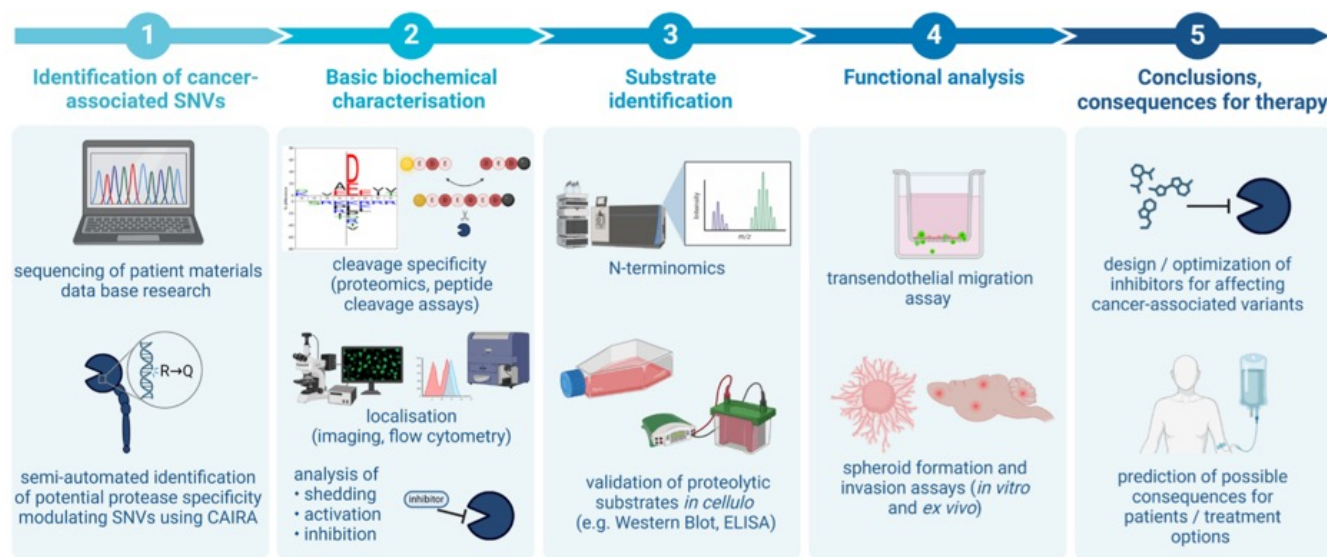 1
2
3
4
5
Identification of cancer-
associated SNVs
Basic biochemical
characterisation
Substrate
identification
Functional analysis
Conclusions,
consequences for therapy
sequencing of patient materials
data base research
R→Q
semi-automated identification
of potential protease specificity
modulating SNVs using CAIRA
cleavage specificity
(proteomics, peptide
cleavage assays)
localisation
(imaging, flow cytometry)
analysis of
• shedding
• activation
• inhibition
inhibitor
Intensity
m/z
N-terminomics
validation of proteolytic
substrates in cellulo
(e.g. Western Blot, ELISA)
transendothelial migration
assay
spheroid formation and
invasion assays (in vitro
and ex vivo)
design / optimization of
inhibitors for affecting
cancer-associated variants
prediction of possible
consequences for
patients / treatment
options